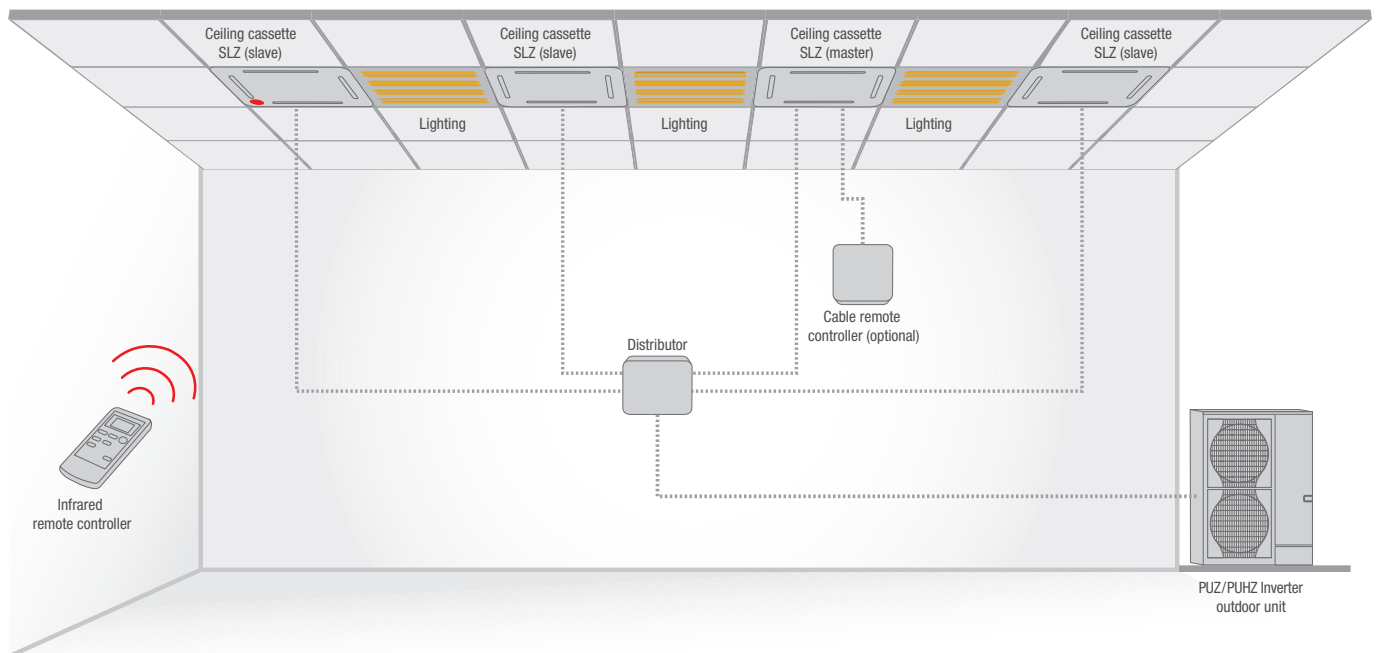 Ceiling cassette
SLZ (slave)
Ceiling cassette
SLZ (slave)
Ceiling cassette
SLZ (master)
Ceiling cassette
SLZ (slave)
Lighting
Lighting
Lighting
Cable remote
controller (optional)
Distributor
Infrared
remote controller
PUZ/PUHZ Inverter
outdoor unit